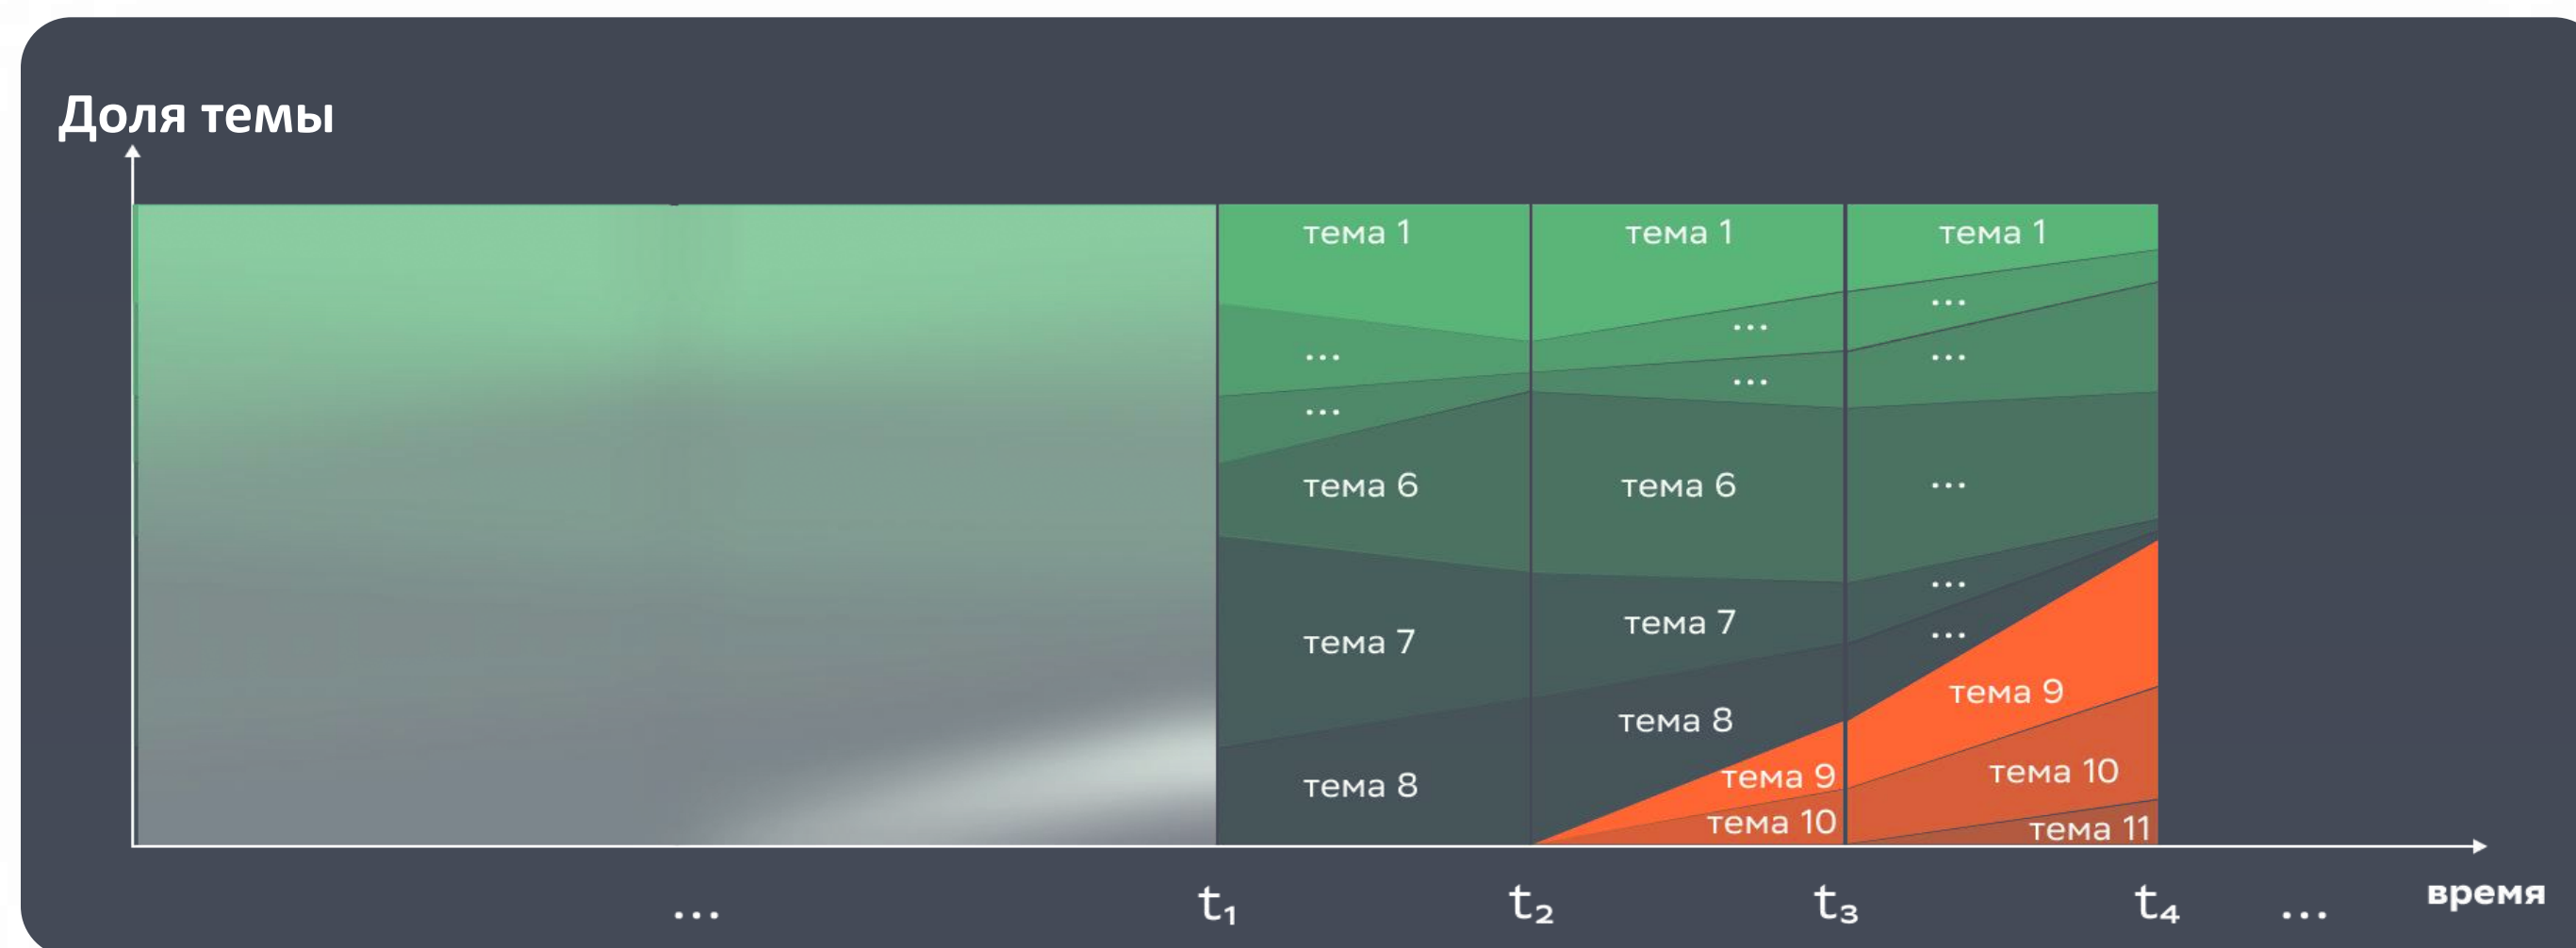 Доля темы
тема 1
тема 1
тема 1
...
...
...
...
...
...
тема 6
тема 6
...
...
тема 7
тема 7
...
тема 9
тема 8
тема 8
тема 9
тема 10
тема 10
тема 11
... t₁ t₂ t₃ t₄ ... время